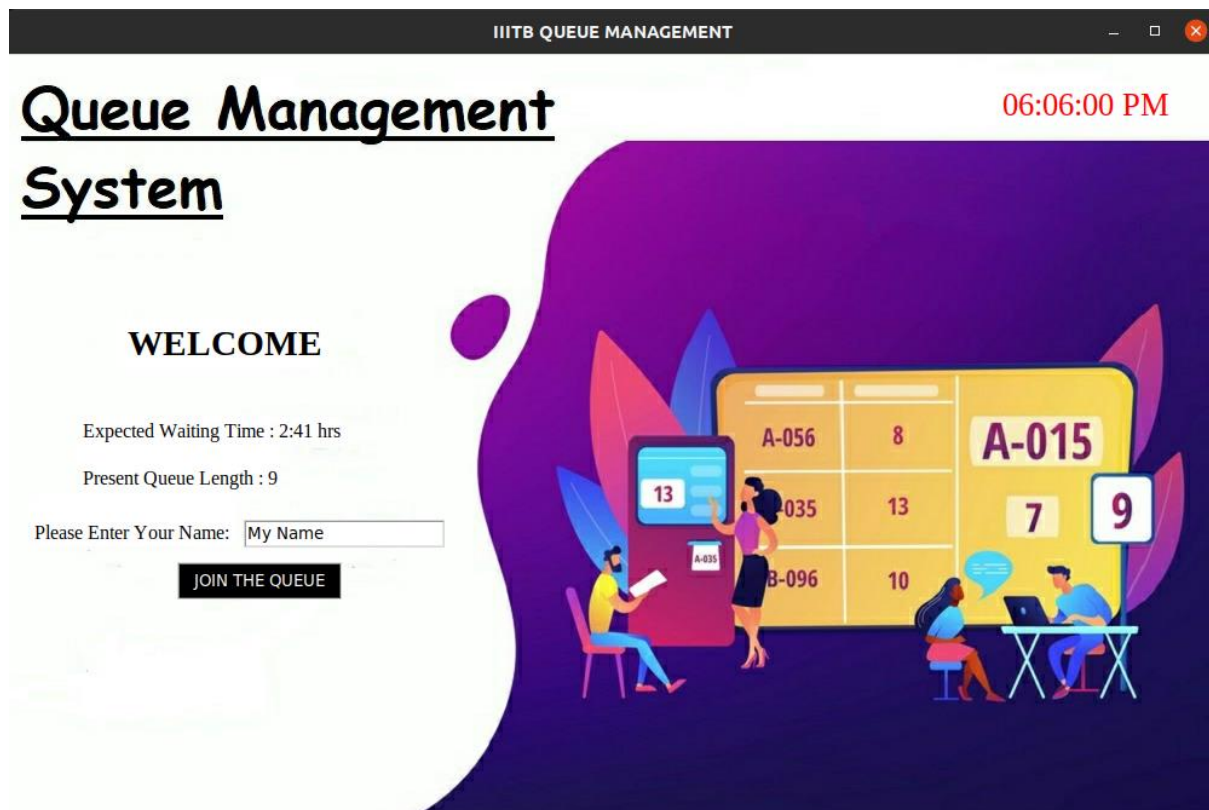 IIITB QUEUE MANAGEMENT
Queue Management
System
06:06:00 PM
WELCOME
Expected Waiting Time : 2:41 hrs
Present Queue Length : 9
Please Enter Your Name: My Name
JOIN THE QUEUE
A-056 8
A-015
13
-035 13
7
9
A-035
B-096 10